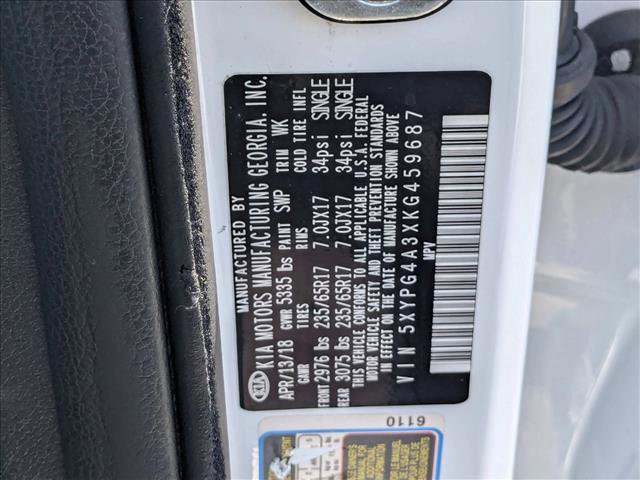 MANUFACTURED BY
KIA KIA MOTORS MANUFACTURING GEORGIA, INC.
APR/13/18 GVWR 5335 lbs PAINT SWP TRIM WK
GAWR TIRES RIMS COLD TIRE INFL
FRONT 2976 lbs 235/65R17 7.0JX17 34psi SINGLE
REAR 3075 lbs 235/65R17 7.0JX17 34psi SINGLE
THIS VEHICLE CONFORMS TO ALL APPLICABLE U.S.A. FEDERAL
MOTOR VEHICLE SAFETY AND THEFT PREVENTION STANDARDS
IN EFFECT ON THE DATE OF MANUFACTURE SHOWN ABOVE
VIN 5XYPG4A3XKG459687
MPV
6110